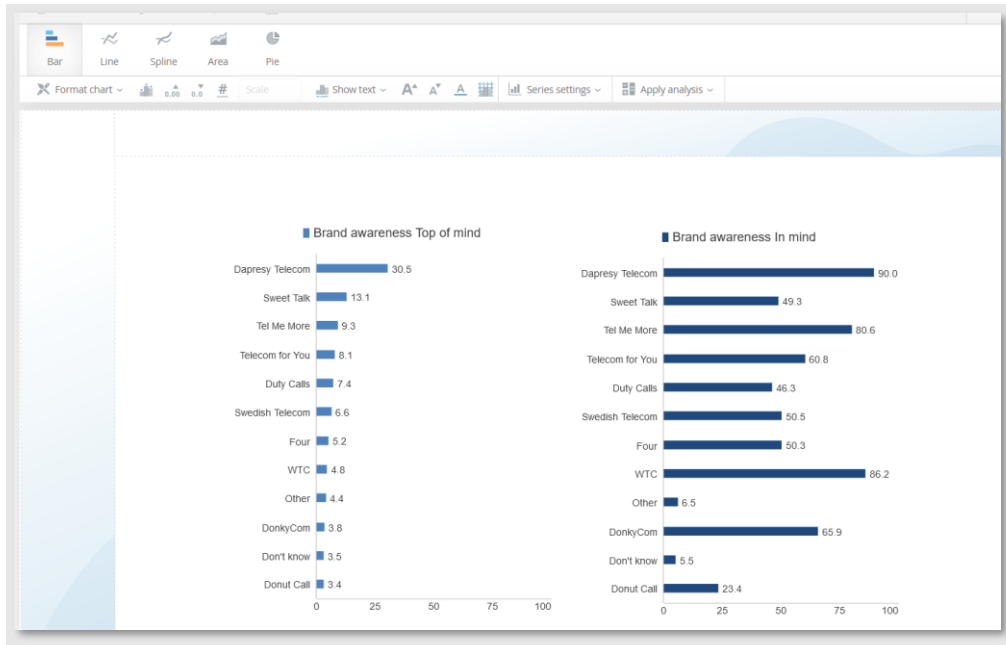 Bar Line Spline Area Pie
Format chart 0.00 0.0 # Scale Show text A A A Series settings Apply analysis
Brand awareness Top of mind
Dapresy Telecom 30.5
Sweet Talk 13.1
Tel Me More 9.3
Telecom for You 8.1
Duty Calls 7.4
Swedish Telecom 6.6
Four 5.2
WTC 4.8
Other 4.4
DonkyCom 3.8
Don't know 3.5
Donut Call 3.4
0 25 50 75 100
Brand awareness In mind
Dapresy Telecom 90.0
Sweet Talk 49.3
Tel Me More 80.6
Telecom for You 60.8
Duty Calls 46.3
Swedish Telecom 50.5
Four 50.3
WTC 86.2
Other 6.5
DonkyCom 65.9
Don't know 5.5
Donut Call 23.4
0 25 50 75 100